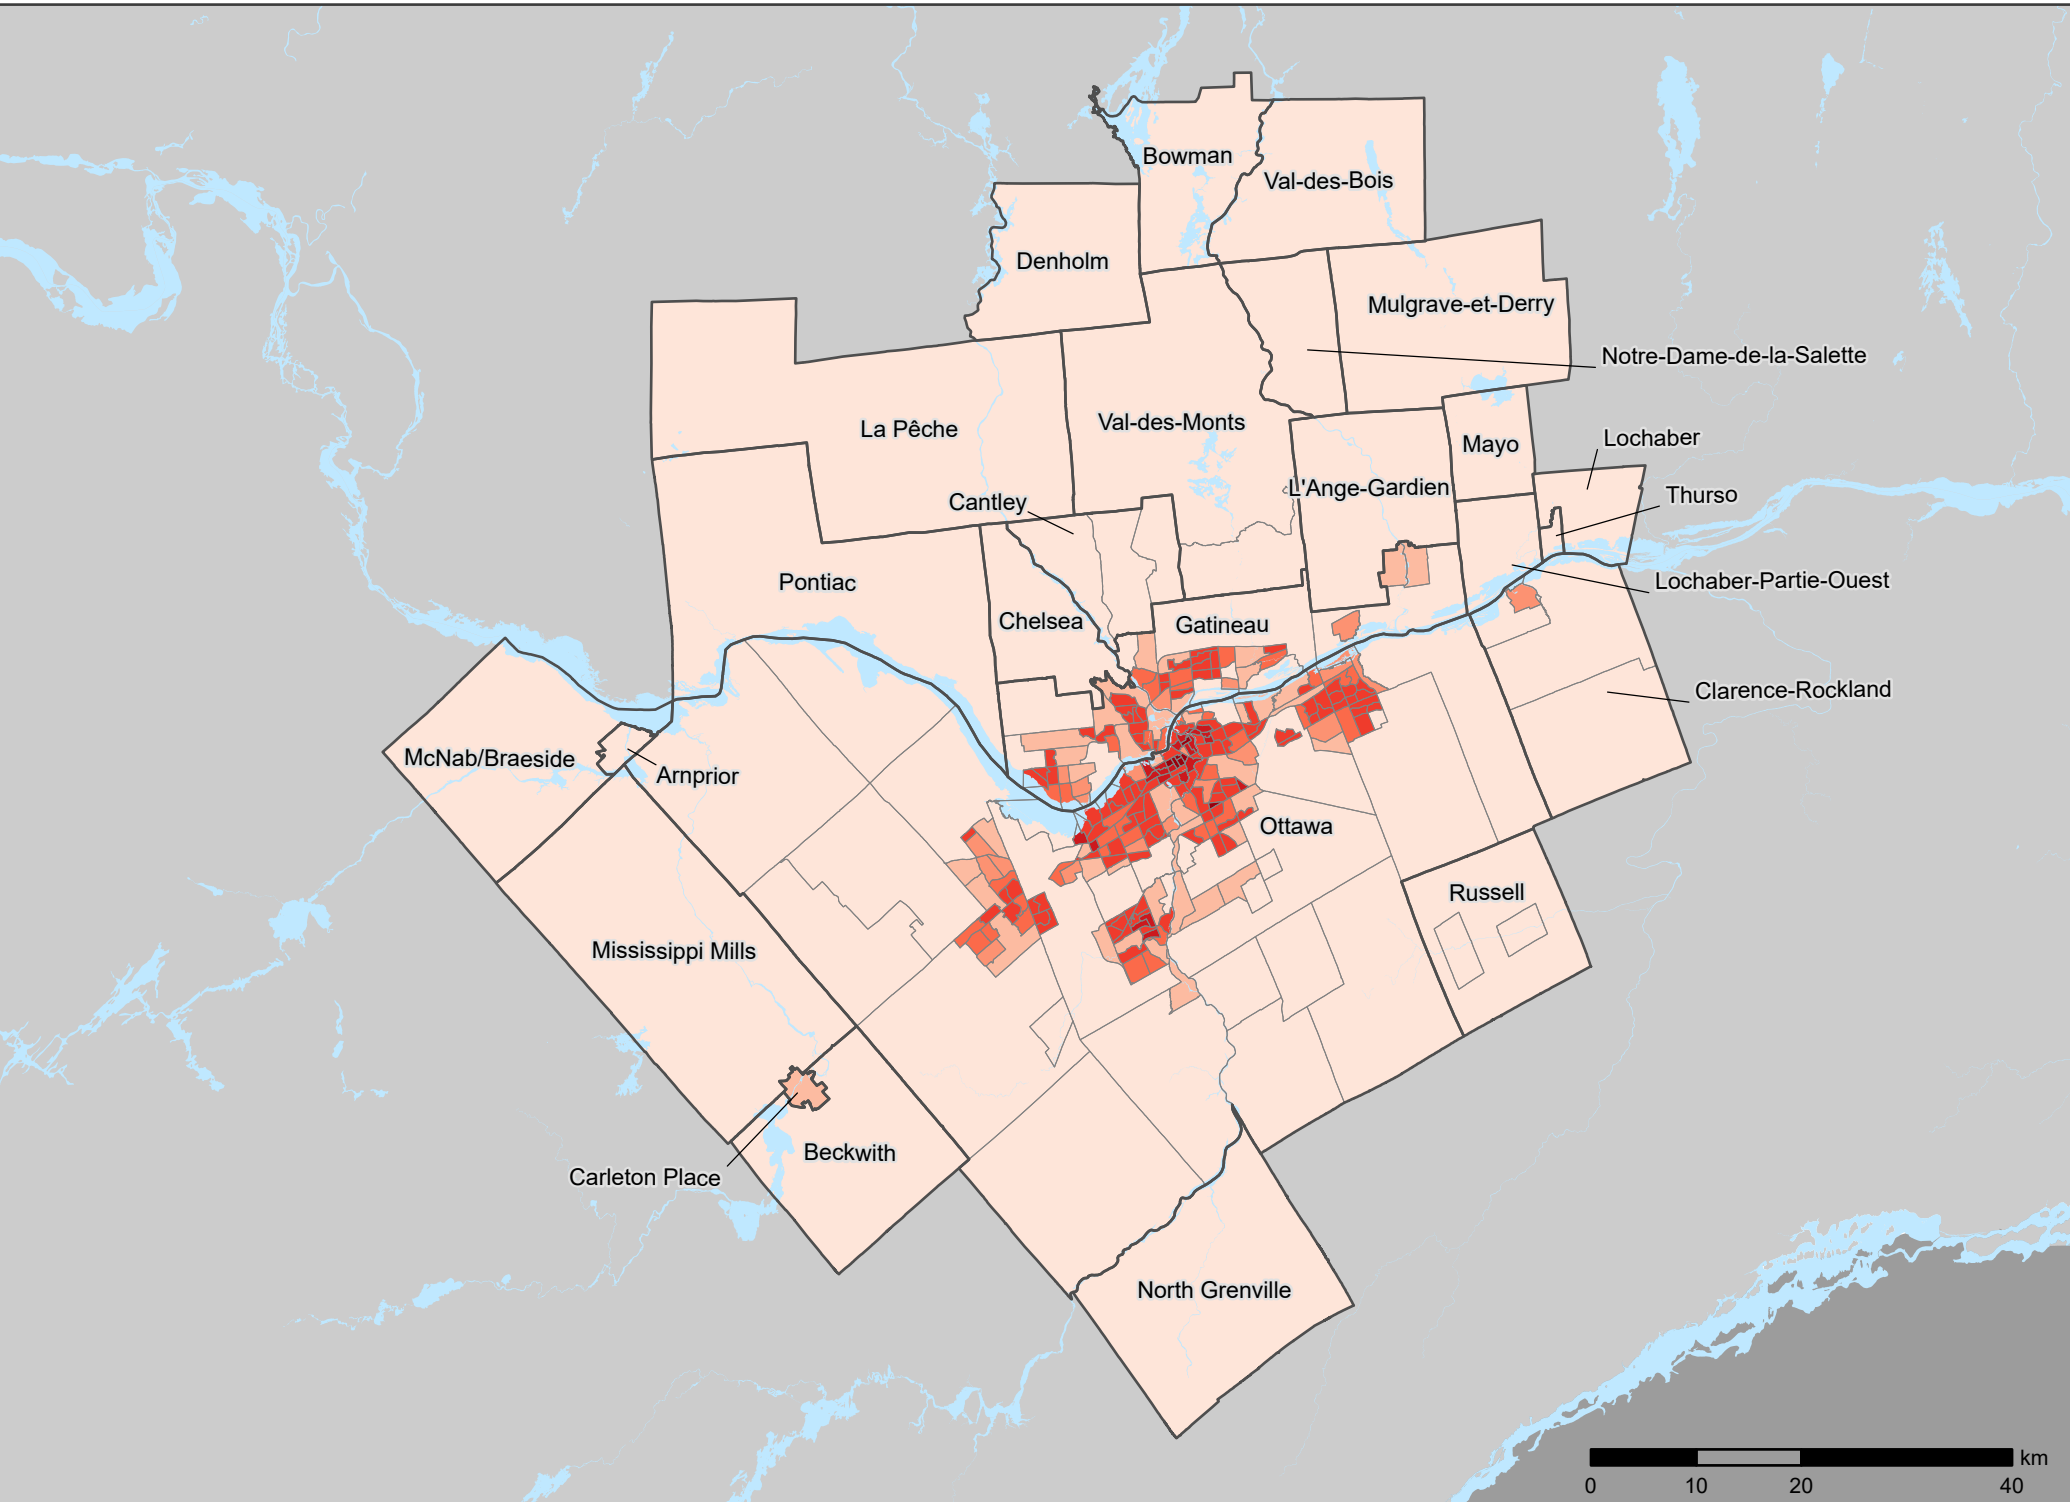 Bowman
Val-des-Bois
Denholm
Mulgrave-et-Derry
Notre-Dame-de-la-Salette
La Pêche
Val-des-Monts
Mayo
Lochaber
Cantley
L'Ange-Gardien
Thurso
Pontiac
Lochaber-Partie-Ouest
Chelsea
Gatineau
Clarence-Rockland
McNab/Braeside
Arnprior
Ottawa
Russell
Mississippi Mills
Beckwith
Carleton Place
North Grenville
km
0 10 20 40